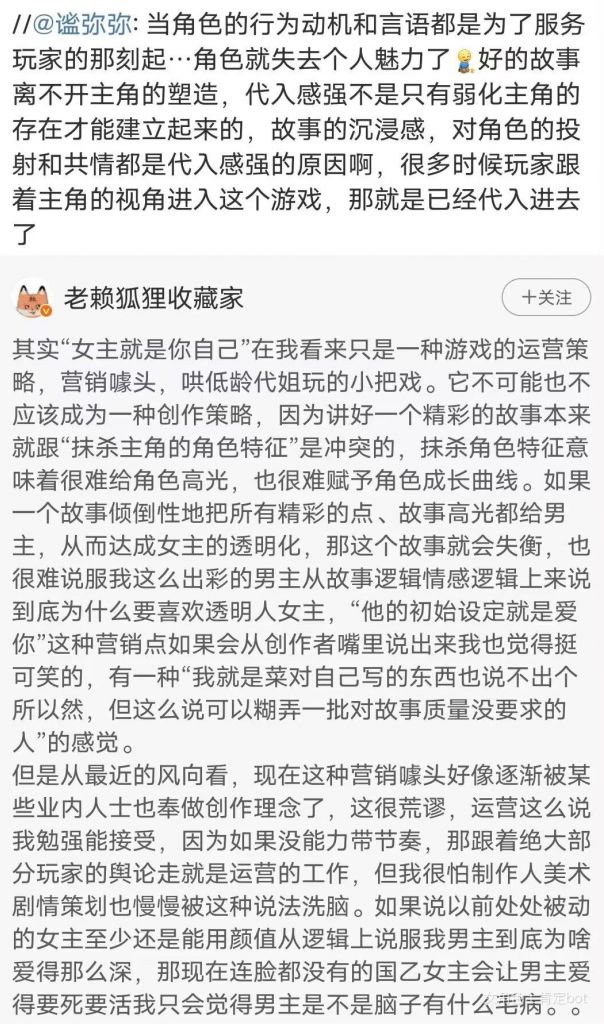 //@谧弥弥: 当角色的行为动机和言语都是为了服务
玩家的那刻起…角色就失去个人魅力了 好的故事
离不开主角的塑造，代入感强不是只有弱化主角的
存在才能建立起来的，故事的沉浸感，对角色的投
射和共情都是代入感强的原因啊，很多时候玩家跟
着主角的视角进入这个游戏，那就是已经代入进去
了
老赖狐狸收藏家
＋关注
其实“女主就是你自己”在我看来只是一种游戏的运营策
略，营销噱头，哄低龄代姐玩的小把戏。它不可能也不
应该成为一种创作策略，因为讲好一个精彩的故事本来
就跟“抹杀主角的角色特征”是冲突的，抹杀角色特征意
味着很难给角色高光，也很难赋予角色成长曲线。如果
一个故事倾倒性地把所有精彩的点、故事高光都给男
主，从而达成女主的透明化，那这个故事就会失衡，也
很难说服我这么出彩的男主从故事逻辑情感逻辑上来说
到底为什么要喜欢透明人女主，“他的初始设定就是爱
你”这种营销点如果会从创作者嘴里说出来我也觉得挺
可笑的，有一种“我就是菜对自己写的东西也说不出个
所以然，但这么说可以糊弄一批对故事质量没要求的
人”的感觉。
但是从最近的风向看，现在这种营销噱头好像逐渐被某
些业内人士也奉做创作理念了，这很荒谬，运营这么说
我勉强能接受，因为如果没能力带节奏，那跟着绝大部
分玩家的舆论走就是运营的工作，但我很怕制作人美术
剧情策划也慢慢被这种说法洗脑。如果说以前处处被动
的女主至少还是能用颜值从逻辑上说服我男主到底为啥
爱得那么深，那现在连脸都没有的国乙女主会让男主爱
得要死要活我只会觉得男主是不是脑子有什么毛病。。